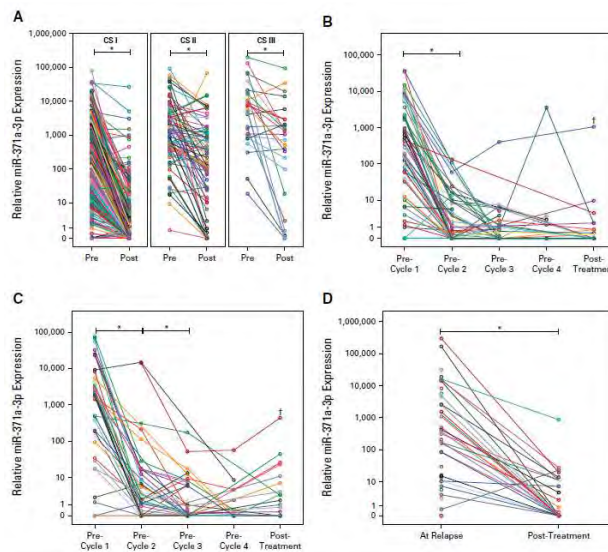 A
CS I
CS II
CS III
*
*
*
Relative miR-371a-3p Expression
1,000,000
100,000
10,000
1,000
100
10
1
0
Pre
Post
Pre
Post
Pre
Post
B
*
†
Relative miR-371a-3p Expression
100,000
10,000
1,000
100
10
1
0
Pre-
Cycle 1
Pre-
Cycle 2
Pre-
Cycle 3
Pre-
Cycle 4
Post-
Treatment
C
*
*
†
Relative miR-371a-3p Expression
100,000
10,000
1,000
100
10
1
0
Pre-
Cycle 1
Pre-
Cycle 2
Pre-
Cycle 3
Pre-
Cycle 4
Post-
Treatment
D
*
Relative miR-371a-3p Expression
1,000,000
100,000
10,000
1,000
100
10
1
0
At Relapse
Post-Treatment